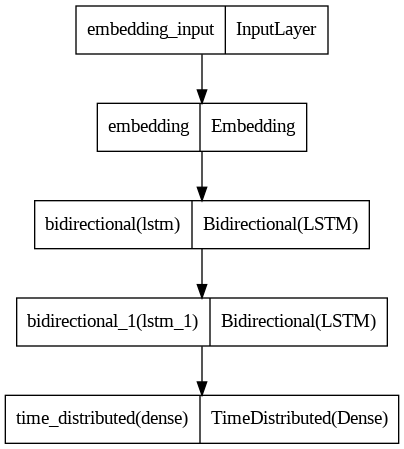 embedding_input InputLayer
embedding Embedding
bidirectional(lstm) Bidirectional(LSTM)
bidirectional_1(lstm_1) Bidirectional(LSTM)
time_distributed(dense) TimeDistributed(Dense)